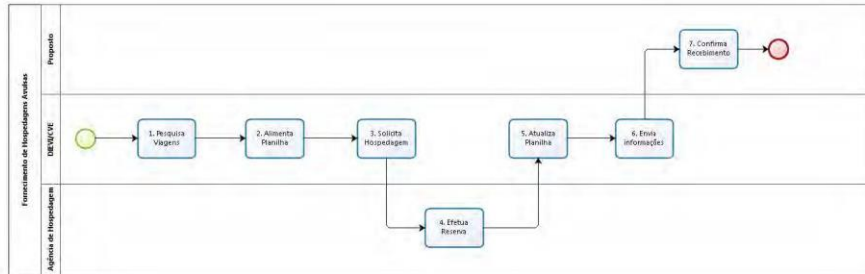 Fornecimento de Hospedagens Avulsas
Proposto
DIEVI/CVE
Agência de Hospedagem
1. Pesquisa
Viagens
2. Alimenta
Planilha
3. Solicita
Hospedagem
4. Efetua
Reserva
5. Atualiza
Planilha
6. Envia
informações
7. Confirma
Recebimento